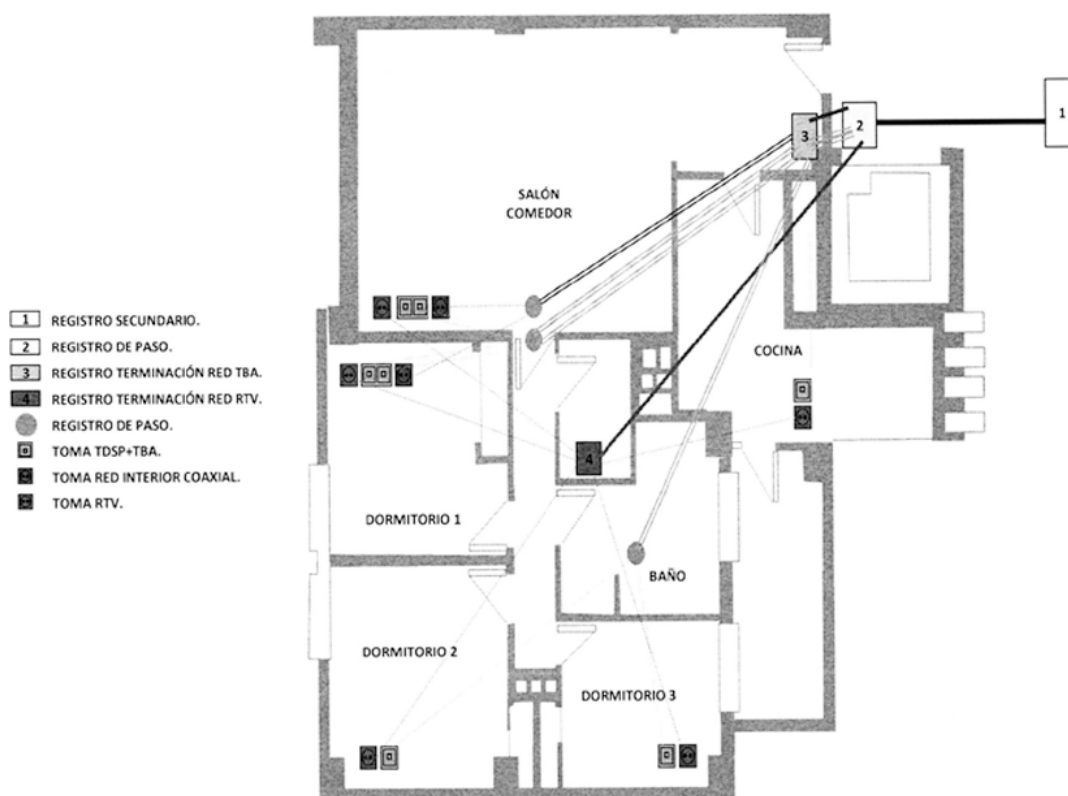 1
3
2
SALÓN
COMEDOR
1 REGISTRO SECUNDARIO.
2 REGISTRO DE PASO.
3 REGISTRO TERMINACIÓN RED TBA.
4 REGISTRO TERMINACIÓN RED RTV.
REGISTRO DE PASO.
TOMA TDSP+TBA.
TOMA RED INTERIOR COAXIAL.
TOMA RTV.
COCINA
4
DORMITORIO 1
BAÑO
DORMITORIO 2
DORMITORIO 3